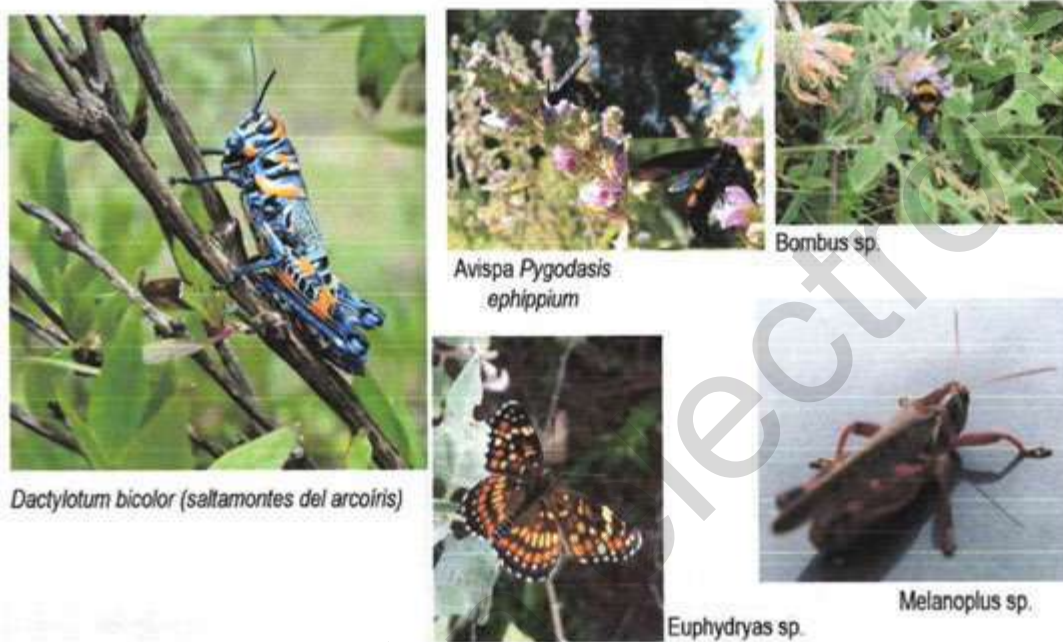 Avispa Pygodasis
ephippium
Bombus sp.
Dactylotum bicolor (saltamontes del arcoíris)
Euphydryas sp.
Melanoplus sp.